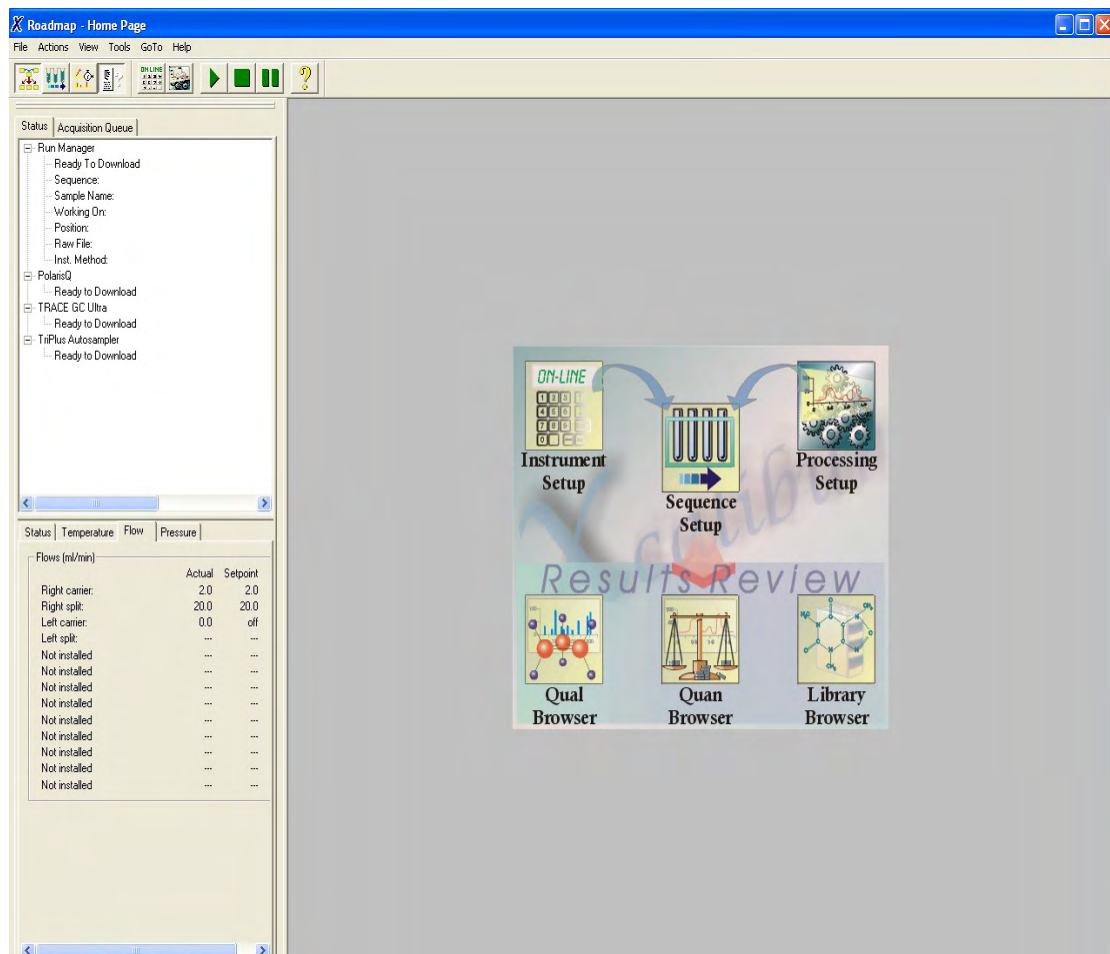 Roadmap - Home Page
File Actions View Tools GoTo Help
ON LINE
Status Acquisition Queue
Run Manager
Ready To Download
Sequence:
Sample Name:
Working On:
Position:
Raw File:
Inst. Method:
PolarisQ
Ready to Download
TRACE GC Ultra
Ready to Download
TriPlus Autosampler
Ready to Download
Status Temperature Flow Pressure
Flows (ml/min)
Actual Setpoint
Right carrier: 2.0 2.0
Right split: 20.0 20.0
Left carrier: 0.0 off
Left split: --- ---
Not installed --- ---
Not installed --- ---
Not installed --- ---
Not installed --- ---
Not installed --- ---
Not installed --- ---
Not installed --- ---
Not installed --- ---
Not installed --- ---
ON-LINE
Instrument Setup
Sequence Setup
Processing Setup
Xcalibur
Results Review
Qual Browser
Quan Browser
Library Browser